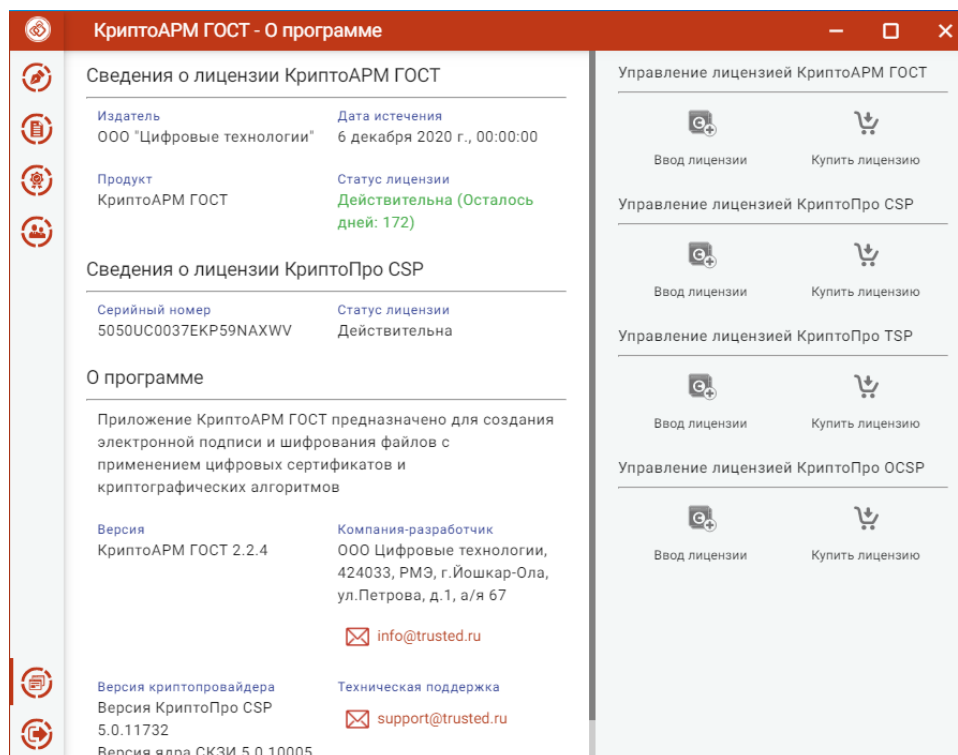 КриптоАРМ ГОСТ - О программе
Сведения о лицензии КриптоАРМ ГОСТ
Издатель
ООО "Цифровые технологии"
Дата истечения
6 декабря 2020 г., 00:00:00
Продукт
КриптоАРМ ГОСТ
Статус лицензии
Действительна (Осталось
дней: 172)
Сведения о лицензии КриптоПро CSP
Серийный номер
5050UC0037EKP59NAXWV
Статус лицензии
Действительна
О программе
Приложение КриптоАРМ ГОСТ предназначено для создания
электронной подписи и шифрования файлов с
применением цифровых сертификатов и
криптографических алгоритмов
Версия
КриптоАРМ ГОСТ 2.2.4
Компания-разработчик
ООО Цифровые технологии,
424033, РМЭ, г.Йошкар-Ола,
ул.Петрова, д.1, а/я 67
info@trusted.ru
Версия криптопровайдера
Версия КриптоПро CSP
5.0.11732
Версия ядра СКЗИ 5.0.10005
Техническая поддержка
support@trusted.ru
Управление лицензией КриптоАРМ ГОСТ
Ввод лицензии
Купить лицензию
Управление лицензией КриптоПро CSP
Ввод лицензии
Купить лицензию
Управление лицензией КриптоПро TSP
Ввод лицензии
Купить лицензию
Управление лицензией КриптоПро OCSP
Ввод лицензии
Купить лицензию